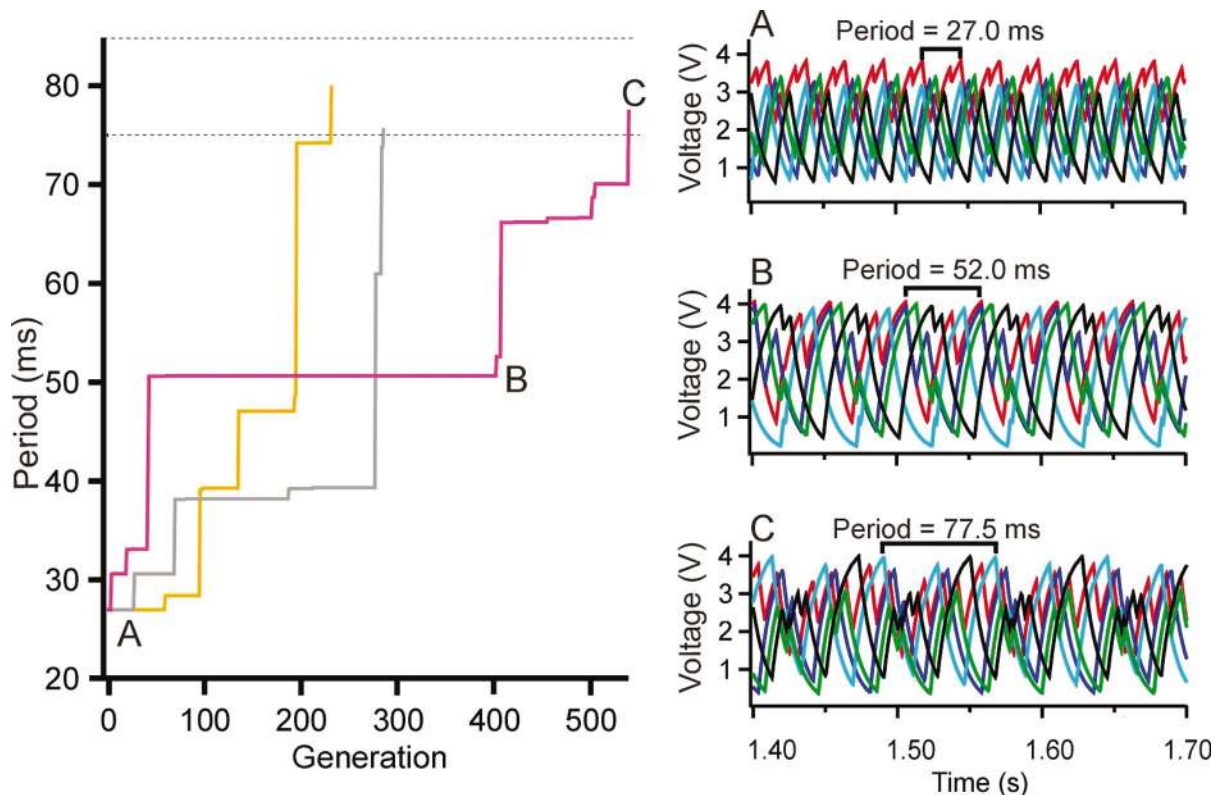 Period (ms)
80
70
60
50
40
30
20
A
B
C
0
100
200
300
400
500
Generation
A
Period = 27.0 ms
Voltage (V)
4
3
2
1
B
Period = 52.0 ms
Voltage (V)
4
3
2
1
C
Period = 77.5 ms
Voltage (V)
4
3
2
1
1.40
1.50
1.60
1.70
Time (s)